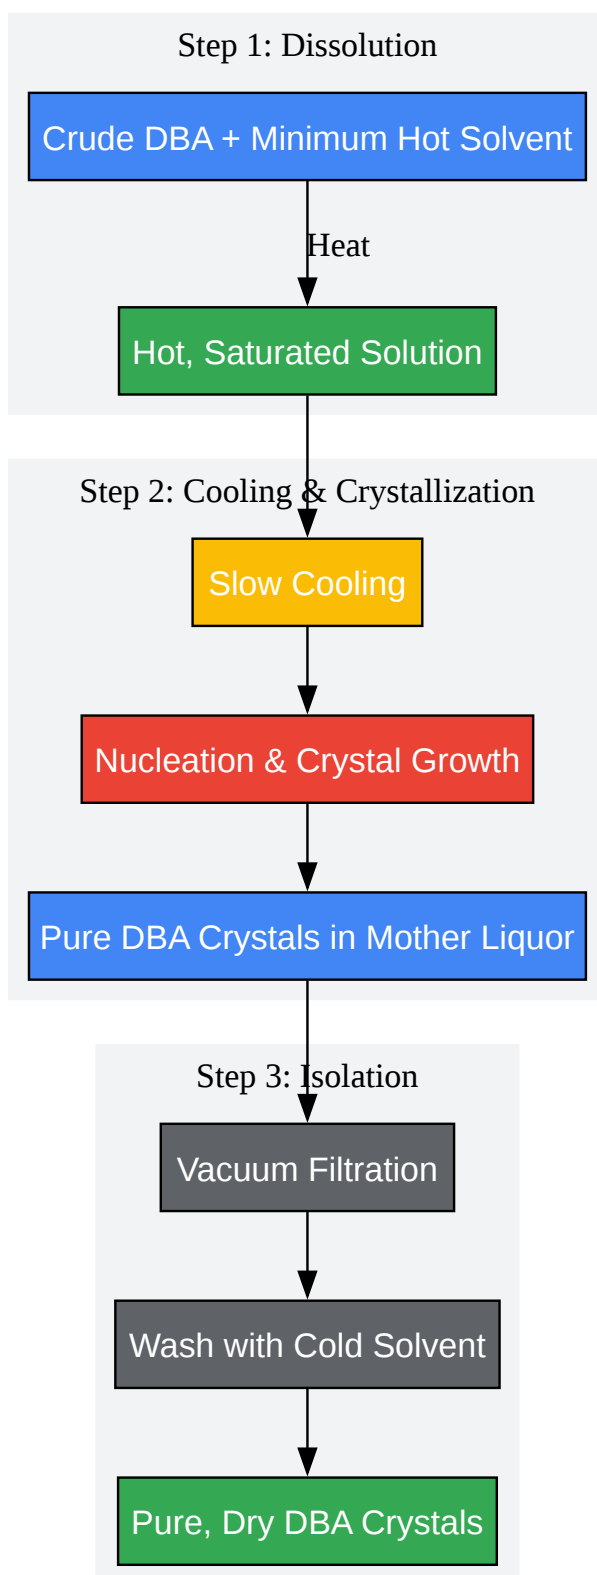 Step 1: Dissolution
Crude DBA + Minimum Hot Solvent
Heat
Hot, Saturated Solution
Step 2: Cooling & Crystallization
Slow Cooling
Nucleation & Crystal Growth
Pure DBA Crystals in Mother Liquor
Step 3: Isolation
Vacuum Filtration
Wash with Cold Solvent
Pure, Dry DBA Crystals